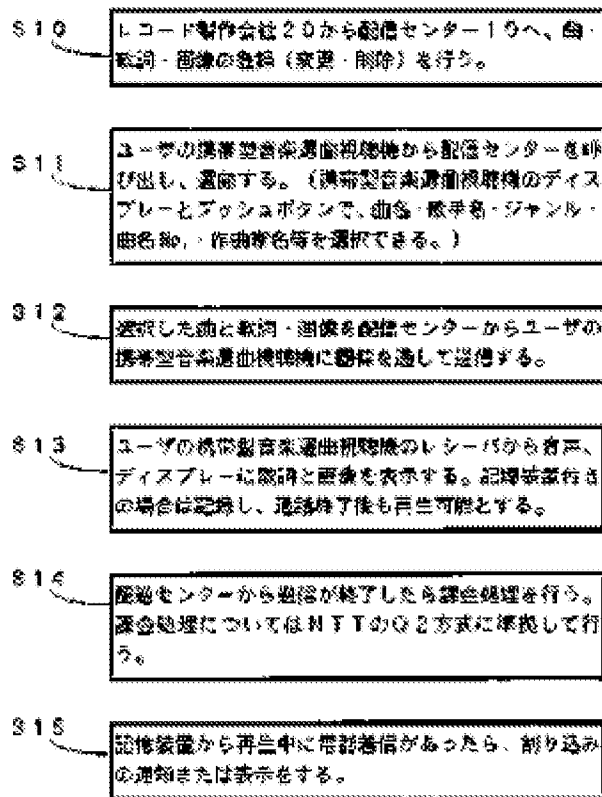 S10
レコード製作会社20から配信センター10へ、曲・
歌詞・画像の登録(変更・削除)を行う。
S11
ユーザの携帯型音楽選曲視聴機から配信センターを呼
び出し、選曲する。(携帯型音楽選曲視聴機のディス
プレーとプッシュボタンで、曲名・歌手名・ジャンル・
曲名No.・作曲家名等を選択できる。)
S12
選択した曲と歌詞・画像を配信センターからユーザの
携帯型音楽選曲視聴機に を通して送信する。
S13
ユーザの携帯型音楽選曲視聴機のレシーバから音声、
ディスプレーに歌詞と画像を表示する。記憶装置付き
の場合は記録し、通話終了後も再生可能とする。
S14
配信センターから送信が終了したら課金処理を行う。
課金処理についてはNTTのQ2方式に準拠して行
う。
S15
記憶装置から再生中に電話着信があったら、割り込み
の通知または表示をする。